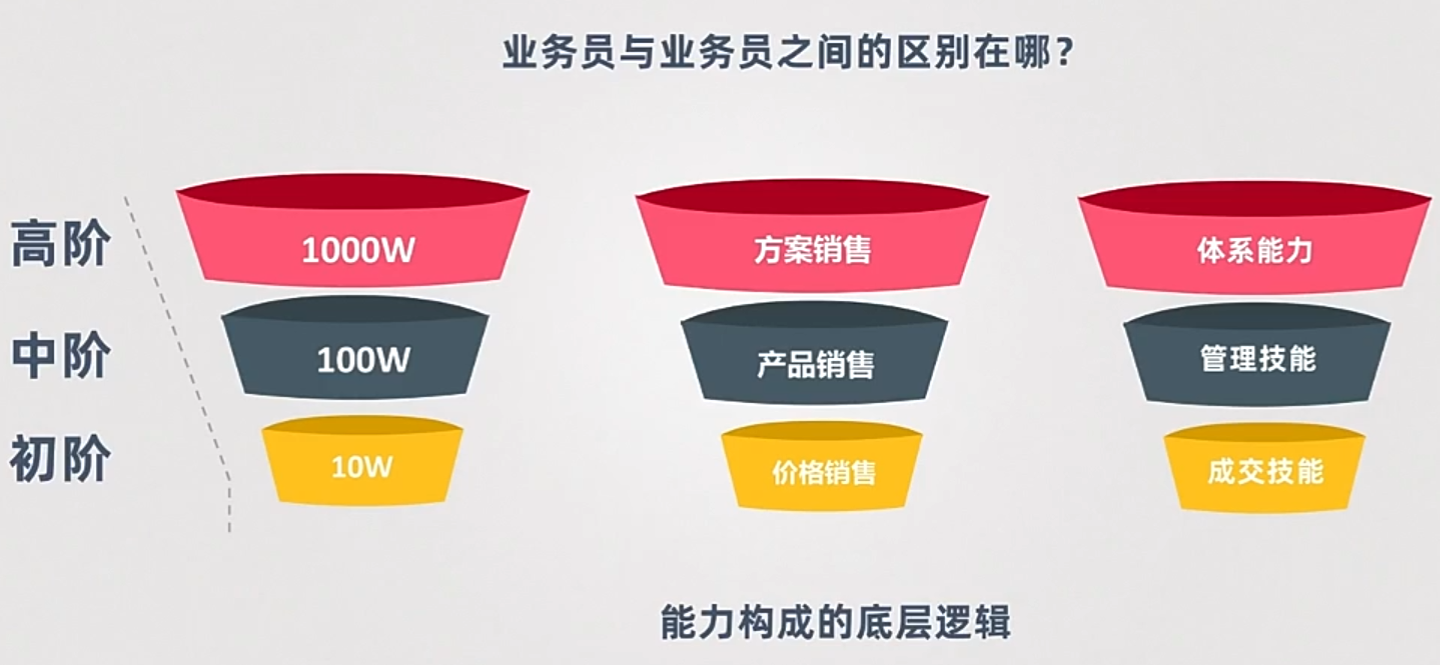 业务员与业务员之间的区别在哪？
高阶
1000W
方案销售
体系能力
中阶
100W
产品销售
管理技能
初阶
10W
价格销售
成交技能
能力构成的底层逻辑